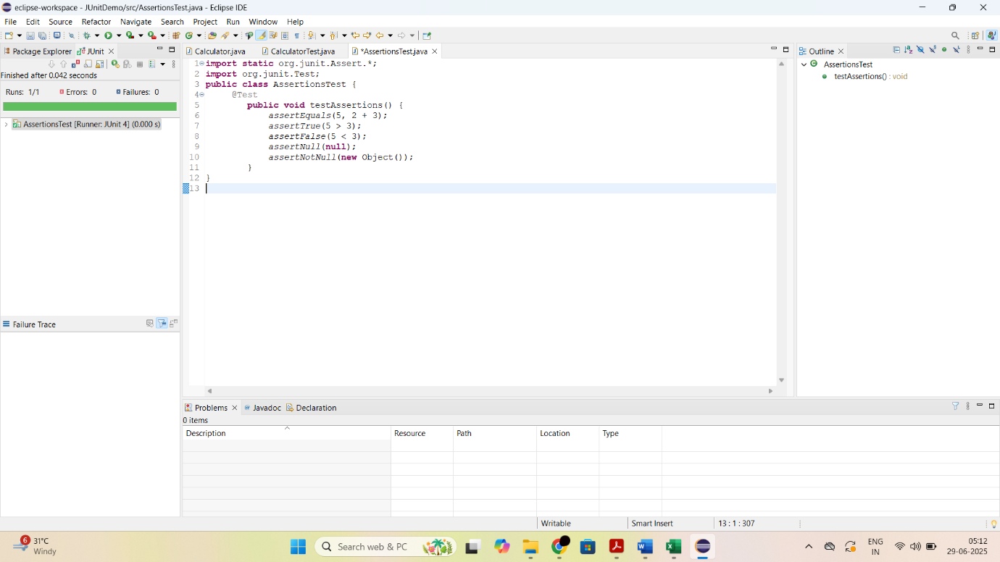 eclipse-workspace - JUnitDemo/src/AssertionsTest.java - Eclipse IDE
File Edit Source Refactor Navigate Search Project Run Window Help
Package Explorer JUnit
Finished after 0.042 seconds
Runs: 1/1 Errors: 0 Failures: 0
AssertionsTest [Runner: JUnit 4] (0.000 s)
Failure Trace
Calculator.java CalculatorTest.java *AssertionsTest.java
1 import static org.junit.Assert.*;
2 import org.junit.Test;
3 public class AssertionsTest {
4 @Test
5 public void testAssertions() {
6 assertEquals(5, 2 + 3);
7 assertTrue(5 > 3);
8 assertFalse(5 < 3);
9 assertNull(null);
10 assertNotNull(new Object());
11 }
12 }
13
Outline
AssertionsTest
testAssertions() : void
Problems Javadoc Declaration
0 items
Description Resource Path Location Type
Writable Smart Insert 13 : 1 : 307
6 31°C
Windy
Search web & PC
ENG
IN
05:12
29-06-2025